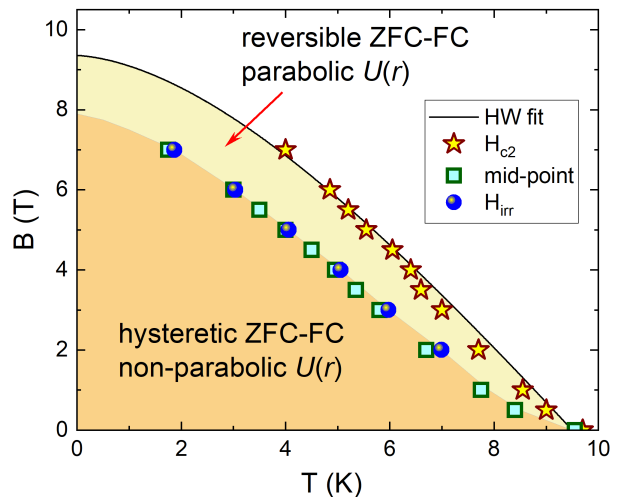 reversible ZFC-FC
parabolic U(r)
HW fit
Hc2
mid-point
Hirr
hysteretic ZFC-FC
non-parabolic U(r)
B (T)
10
8
6
4
2
0
0
2
4
6
8
10
T (K)